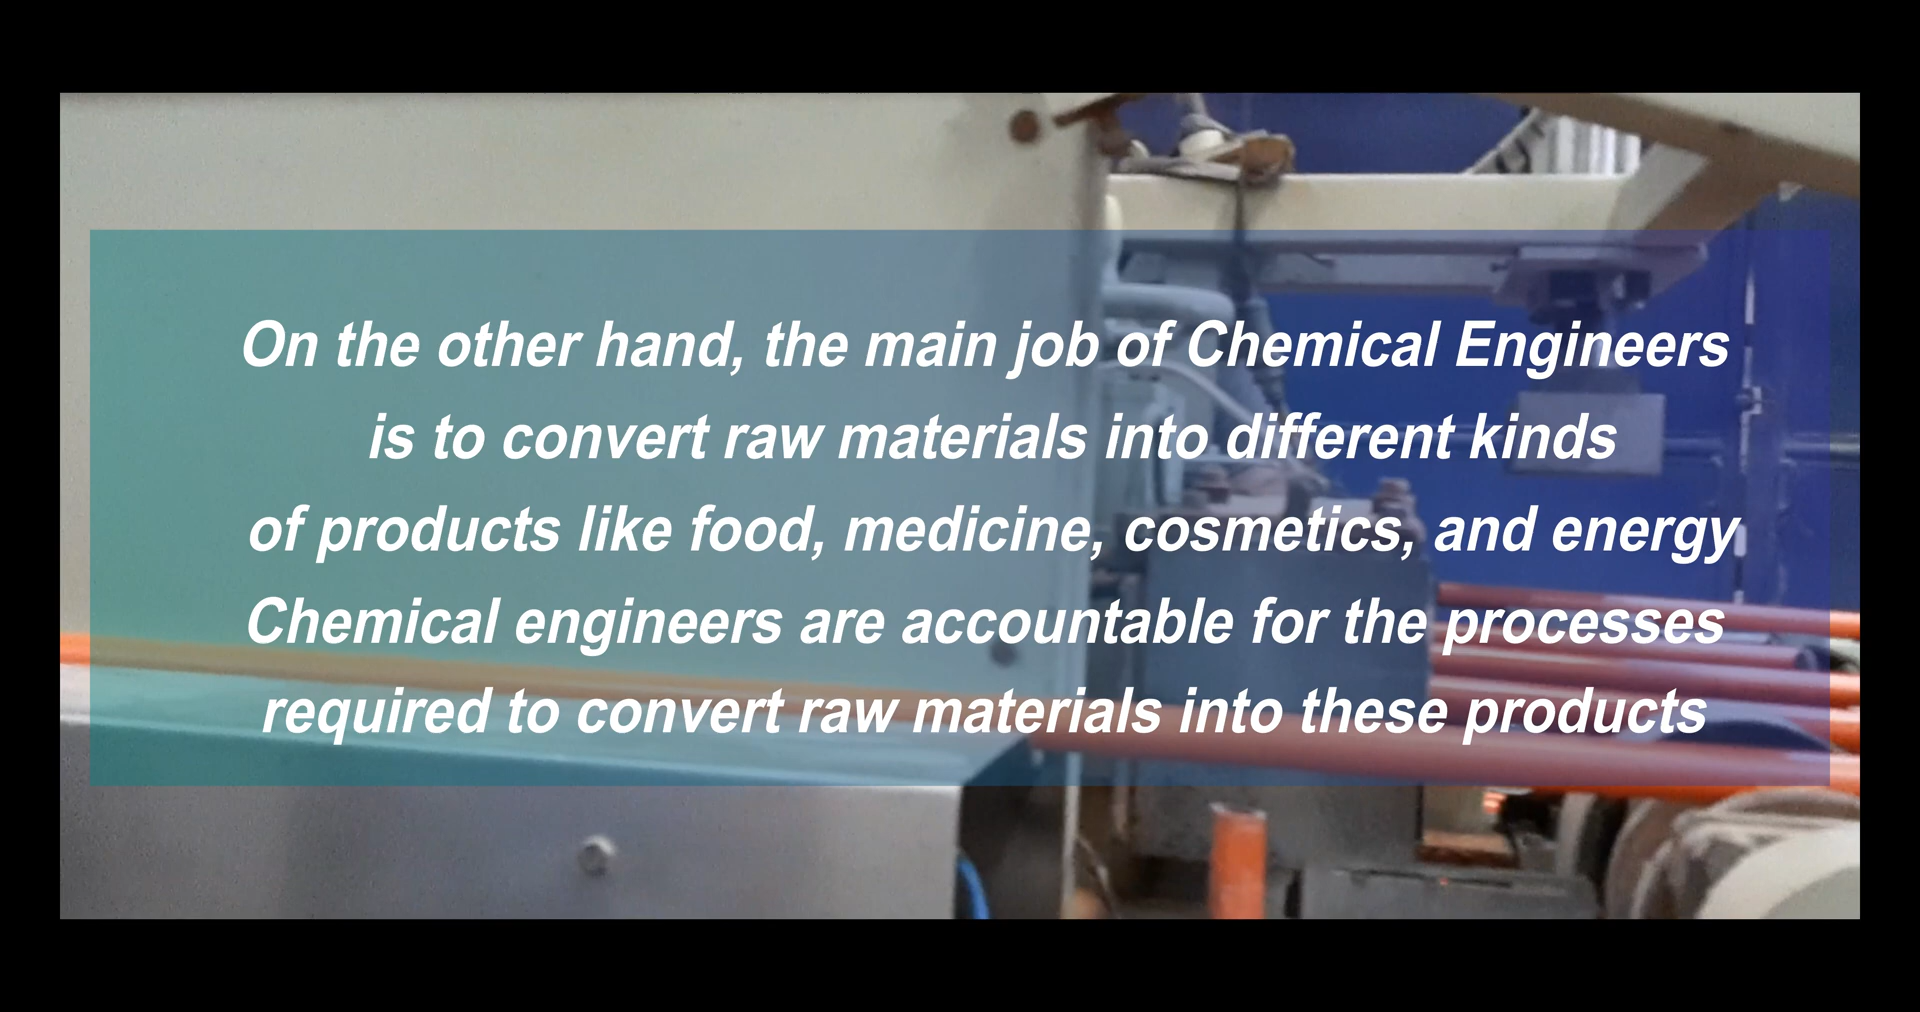 On the other hand, the main job of Chemical Engineers
is to convert raw materials into different kinds
of products like food, medicine, cosmetics, and energy
Chemical engineers are accountable for the processes
required to convert raw materials into these products